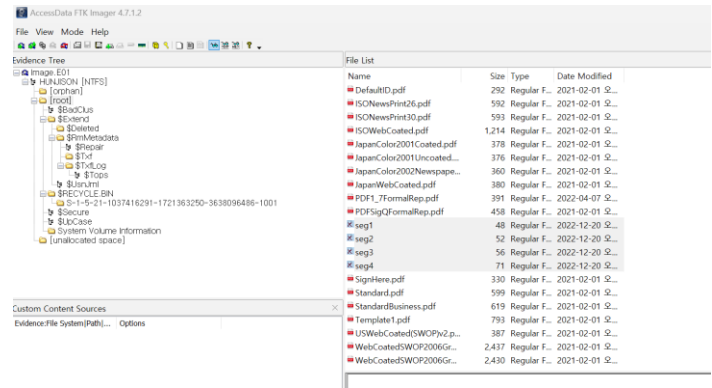 AccessData FTK Imager 4.7.1.2
File View Mode Help
Evidence Tree
Image.E01
HUNJISON [NTFS]
[orphan]
[root]
$BadClus
$Extend
$Deleted
$RmMetadata
$Repair
$Txf
$TxfLog
$Tops
$UsnJrnl
$RECYCLE.BIN
S-1-5-21-1037416291-1721363250-3638096486-1001
$Secure
$UpCase
System Volume Information
[unallocated space]
Custom Content Sources
Evidence:File System|Path|... Options
File List
Name Size Type Date Modified
DefaultID.pdf 292 Regular F... 2021-02-01 오...
ISONewsPrint26.pdf 592 Regular F... 2021-02-01 오...
ISONewsPrint30.pdf 593 Regular F... 2021-02-01 오...
ISOWebCoated.pdf 1,214 Regular F... 2021-02-01 오...
JapanColor2001Coated.pdf 378 Regular F... 2021-02-01 오...
JapanColor2001Uncoated.... 376 Regular F... 2021-02-01 오...
JapanColor2002Newspape... 360 Regular F... 2021-02-01 오...
JapanWebCoated.pdf 380 Regular F... 2021-02-01 오...
PDF1_7FormalRep.pdf 391 Regular F... 2022-04-07 오...
PDFSigQFormalRep.pdf 458 Regular F... 2021-02-01 오...
seg1 48 Regular F... 2022-12-20 오...
seg2 52 Regular F... 2022-12-20 오...
seg3 56 Regular F... 2022-12-20 오...
seg4 71 Regular F... 2022-12-20 오...
SignHere.pdf 330 Regular F... 2021-02-01 오...
Standard.pdf 599 Regular F... 2021-02-01 오...
StandardBusiness.pdf 619 Regular F... 2021-02-01 오...
Template1.pdf 793 Regular F... 2021-02-01 오...
USWebCoated(SWOP)v2.p... 387 Regular F... 2021-02-01 오...
WebCoatedSWOP2006Gr... 2,437 Regular F... 2021-02-01 오...
WebCoatedSWOP2006Gr... 2,430 Regular F... 2021-02-01 오...